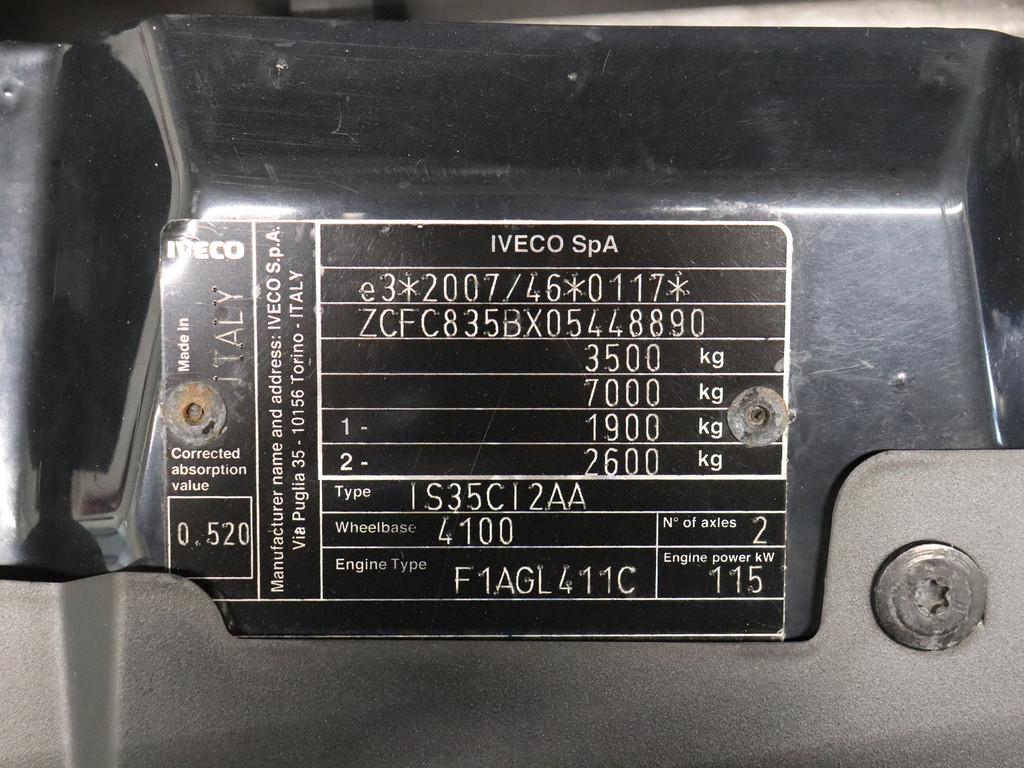 IVECO
Made In
ITALY
Corrected
absorption
value
0.520
Manufacturer name and address: IVECO S.p.A.
Via Puglia 35 - 10156 Torino - ITALY
IVECO SpA
e3*2007/46*0117*
ZCFC835BX05448890
3500 kg
7000 kg
1 - 1900 kg
2 - 2600 kg
Type IS35CI2AA
Wheelbase 4100
N° of axles 2
Engine Type F1AGL411C
Engine power kW 115